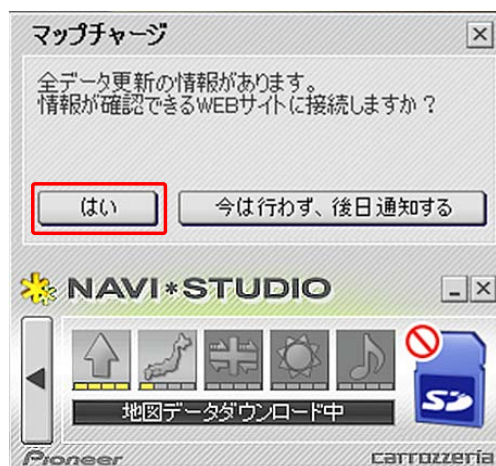 マップチャージ
全データ更新の情報があります。
情報が確認できるWEBサイトに接続しますか？
はい
今は行わず、後日通知する
NAVI*STUDIO
地図データダウンロード中
SD
Pioneer
carrozzeria